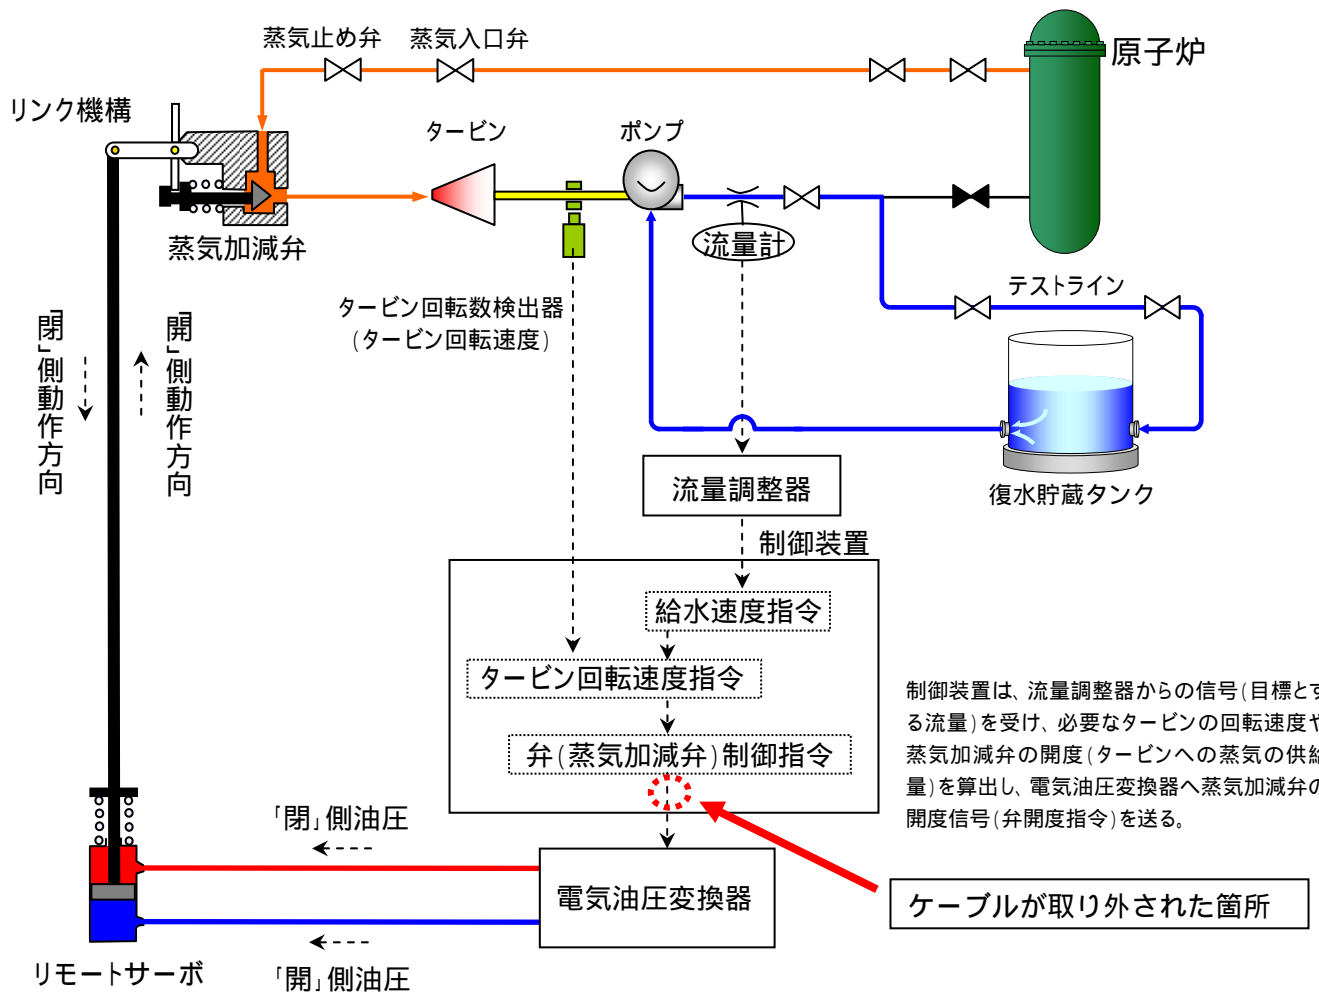 蒸気止め弁
蒸気入口弁
原子炉
リンク機構
タービン
ポンプ
蒸気加減弁
流量計
テストライン
タービン回転数検出器
(タービン回転速度)
「閉」側動作方向
「開」側動作方向
流量調整器
復水貯蔵タンク
制御装置
給水速度指令
タービン回転速度指令
弁(蒸気加減弁)制御指令
制御装置は、流量調整器からの信号(目標とす
る流量)を受け、必要なタービンの回転速度や
蒸気加減弁の開度(タービンへの蒸気の供給
量)を算出し、電気油圧変換器へ蒸気加減弁の
開度信号(弁開度指令)を送る。
「閉」側油圧
電気油圧変換器
ケーブルが取り外された箇所
リモートサーボ
「開」側油圧